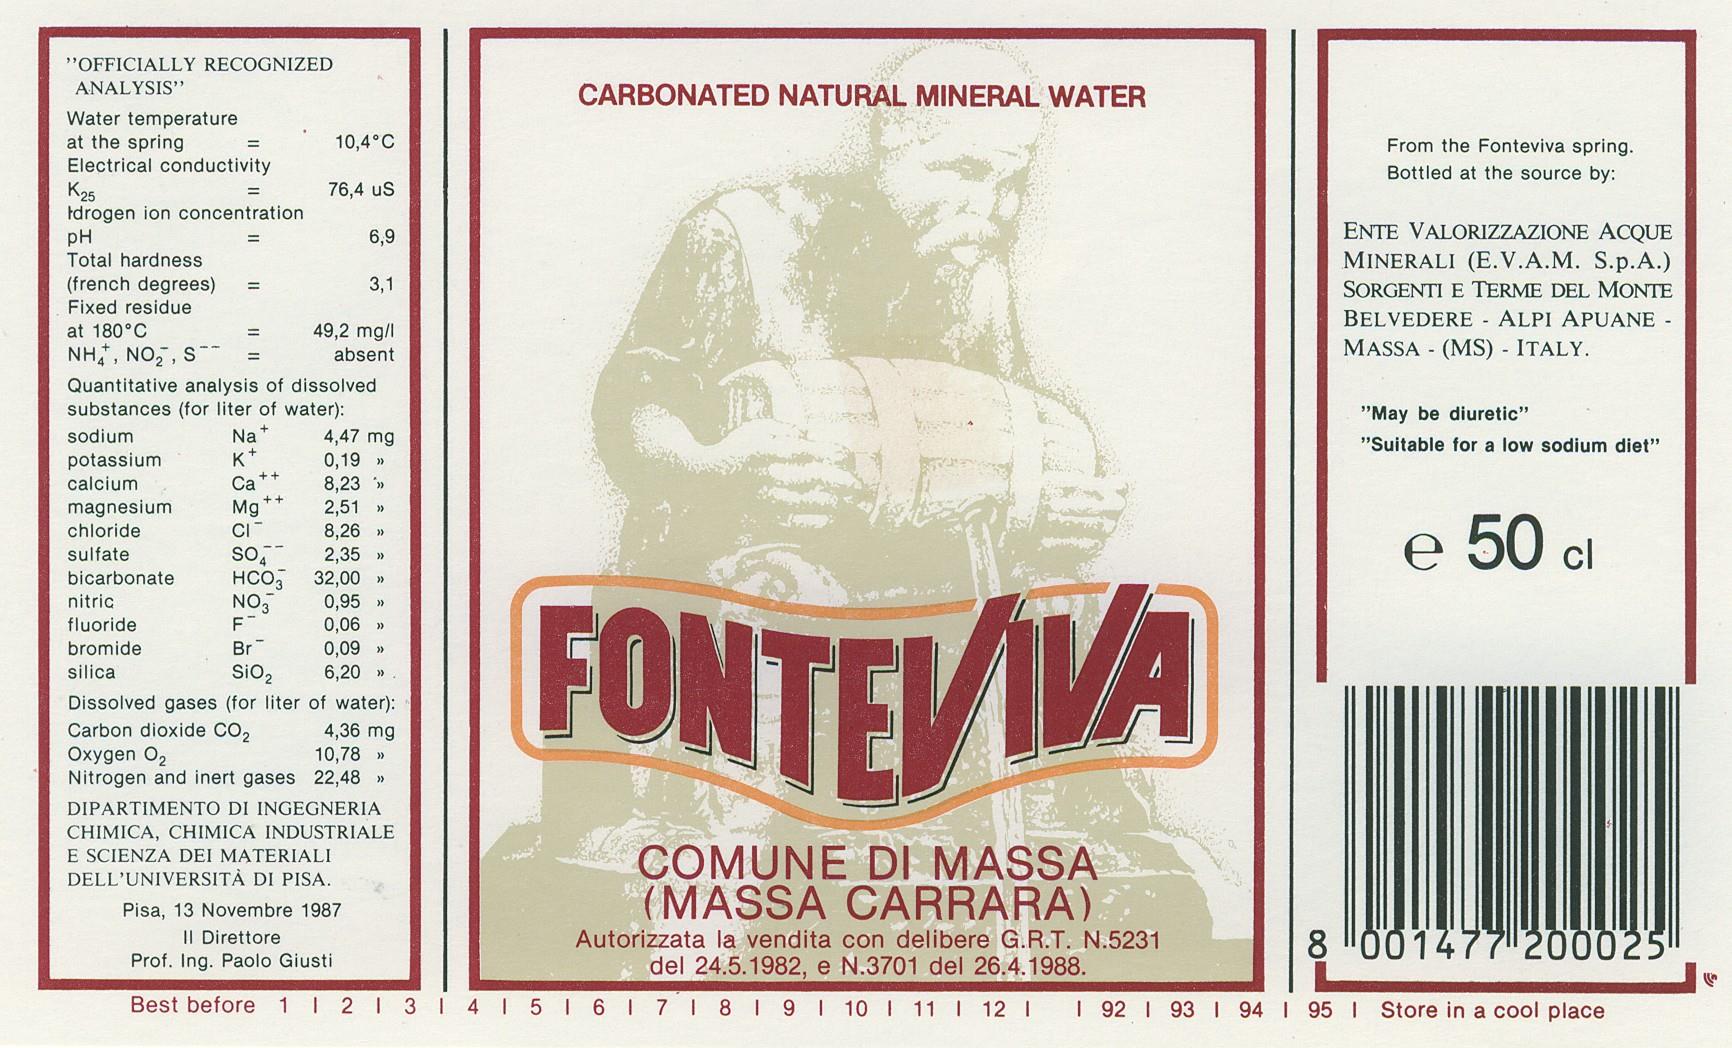 "OFFICIALLY RECOGNIZED
ANALYSIS"
Water temperature
at the spring = 10,4°C
Electrical conductivity
K25 = 76,4 uS
Idrogen ion concentration
pH = 6,9
Total hardness
(french degrees) = 3,1
Fixed residue
at 180°C = 49,2 mg/l
NH4+, NO2-, S-- = absent
Quantitative analysis of dissolved
substances (for liter of water):
sodium Na+ 4,47 mg
potassium K+ 0,19 »
calcium Ca++ 8,23 »
magnesium Mg++ 2,51 »
chloride Cl- 8,26 »
sulfate SO4-- 2,35 »
bicarbonate HCO3- 32,00 »
nitric NO3- 0,95 »
fluoride F- 0,06 »
bromide Br- 0,09 »
silica SiO2 6,20 »
Dissolved gases (for liter of water):
Carbon dioxide CO2 4,36 mg
Oxygen O2 10,78 »
Nitrogen and inert gases 22,48 »
DIPARTIMENTO DI INGEGNERIA
CHIMICA, CHIMICA INDUSTRIALE
E SCIENZA DEI MATERIALI
DELL'UNIVERSITÀ DI PISA.
Pisa, 13 Novembre 1987
Il Direttore
Prof. Ing. Paolo Giusti
CARBONATED NATURAL MINERAL WATER
FONTEVIVA
COMUNE DI MASSA
(MASSA CARRARA)
Autorizzata la vendita con delibere G.R.T. N.5231
del 24.5.1982, e N.3701 del 26.4.1988.
From the Fonteviva spring.
Bottled at the source by:
ENTE VALORIZZAZIONE ACQUE
MINERALI (E.V.A.M. S.p.A.)
SORGENTI E TERME DEL MONTE
BELVEDERE - ALPI APUANE -
MASSA - (MS) - ITALY.
"May be diuretic"
"Suitable for a low sodium diet"
e 50 cl
8 001477 200025
Best before 1 I 2 I 3 I 4 I 5 I 6 I 7 I 8 I 9 I 10 I 11 I 12 I I 92 I 93 I 94 I 95 I Store in a cool place